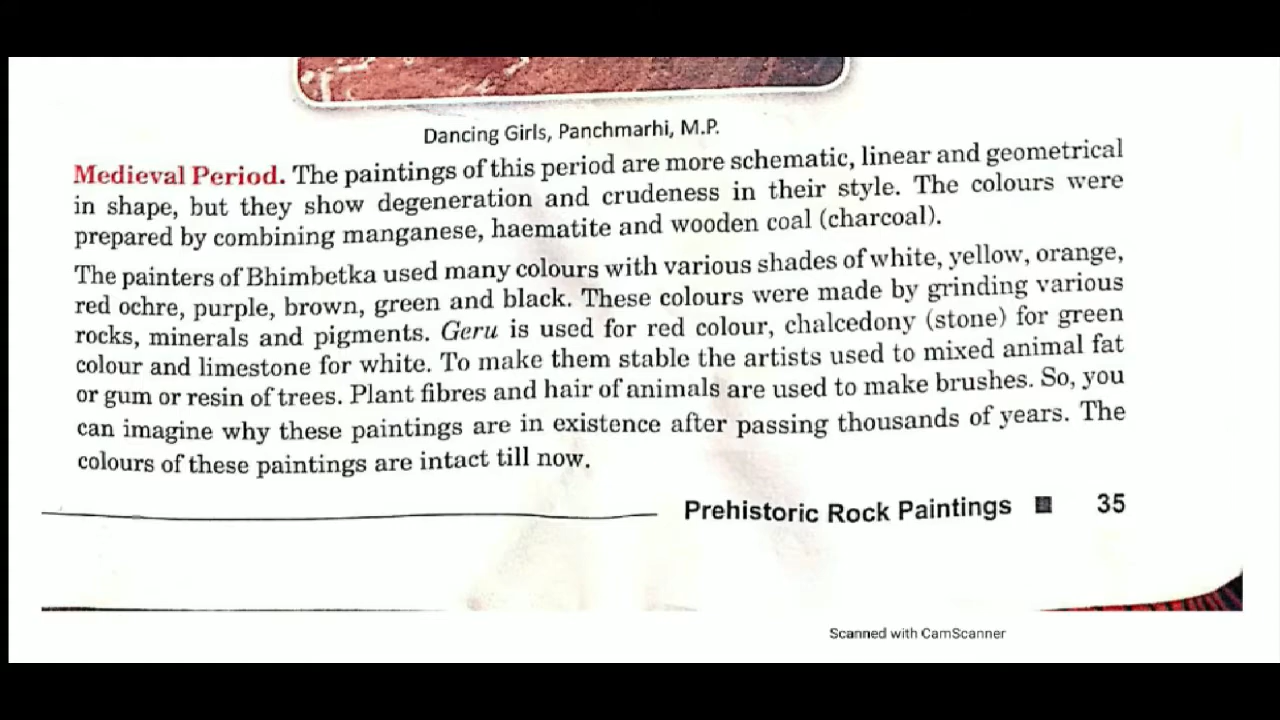 Dancing Girls, Panchmarhi, M.P.
Medieval Period. The paintings of this period are more schematic, linear and geometrical
in shape, but they show degeneration and crudeness in their style. The colours were
prepared by combining manganese, haematite and wooden coal (charcoal).
The painters of Bhimbetka used many colours with various shades of white, yellow, orange,
red ochre, purple, brown, green and black. These colours were made by grinding various
rocks, minerals and pigments. Geru is used for red colour, chalcedony (stone) for green
colour and limestone for white. To make them stable the artists used to mixed animal fat
or gum or resin of trees. Plant fibres and hair of animals are used to make brushes. So, you
can imagine why these paintings are in existence after passing thousands of years. The
colours of these paintings are intact till now.
Prehistoric Rock Paintings ■ 35
Scanned with CamScanner